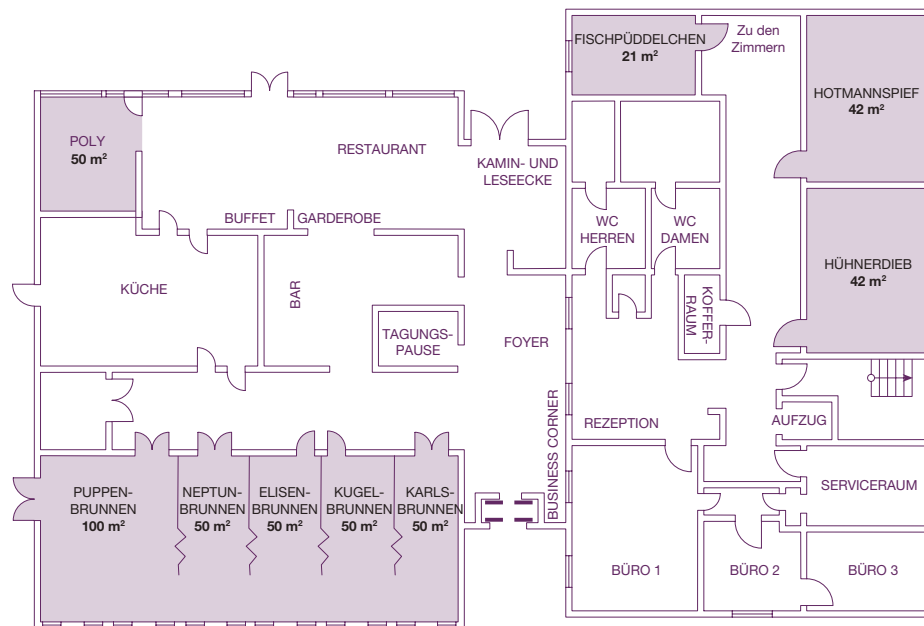 FISCHPÜDDELCHEN
21 m²
Zu den
Zimmern
HOTMANNSPIEF
42 m²
POLY
50 m²
RESTAURANT
KAMIN- UND
LESEECKE
BUFFET
GARDEROBE
WC
HERREN
WC
DAMEN
HÜHNERDIEB
42 m²
KÜCHE
BAR
KOFFER-
RAUM
TAGUNGS-
PAUSE
FOYER
BUSINESS CORNER
REZEPTION
AUFZUG
PUPPEN-
BRUNNEN
100 m²
NEPTUN-
BRUNNEN
50 m²
ELISEN-
BRUNNEN
50 m²
KUGEL-
BRUNNEN
50 m²
KARLS-
BRUNNEN
50 m²
SERVICERAUM
BÜRO 1
BÜRO 2
BÜRO 3